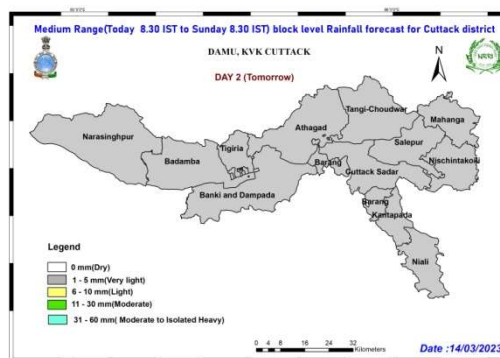 Medium Range(Today 8.30 IST to Sunday 8.30 IST) block level Rainfall forecast for Cuttack district
DAMU, KVK CUTTACK
DAY 2 (Tomorrow)
N
NRRI
Narasinghpur
Badamba
Tigiria
Banki and Dampada
Athagad
Tangi-Choudwar
Mahanga
Salepur
Nischintakoili
Barang
Cuttack Sadar
Barang
Kantapada
Niali
Legend
0 mm(Dry)
1 - 5 mm(Very light)
6 - 10 mm(Light)
11 - 30 mm(Moderate)
31 - 60 mm( Moderate to Isolated Heavy)
0 4 8 16 24 32
Kilometers
Date :14/03/2023